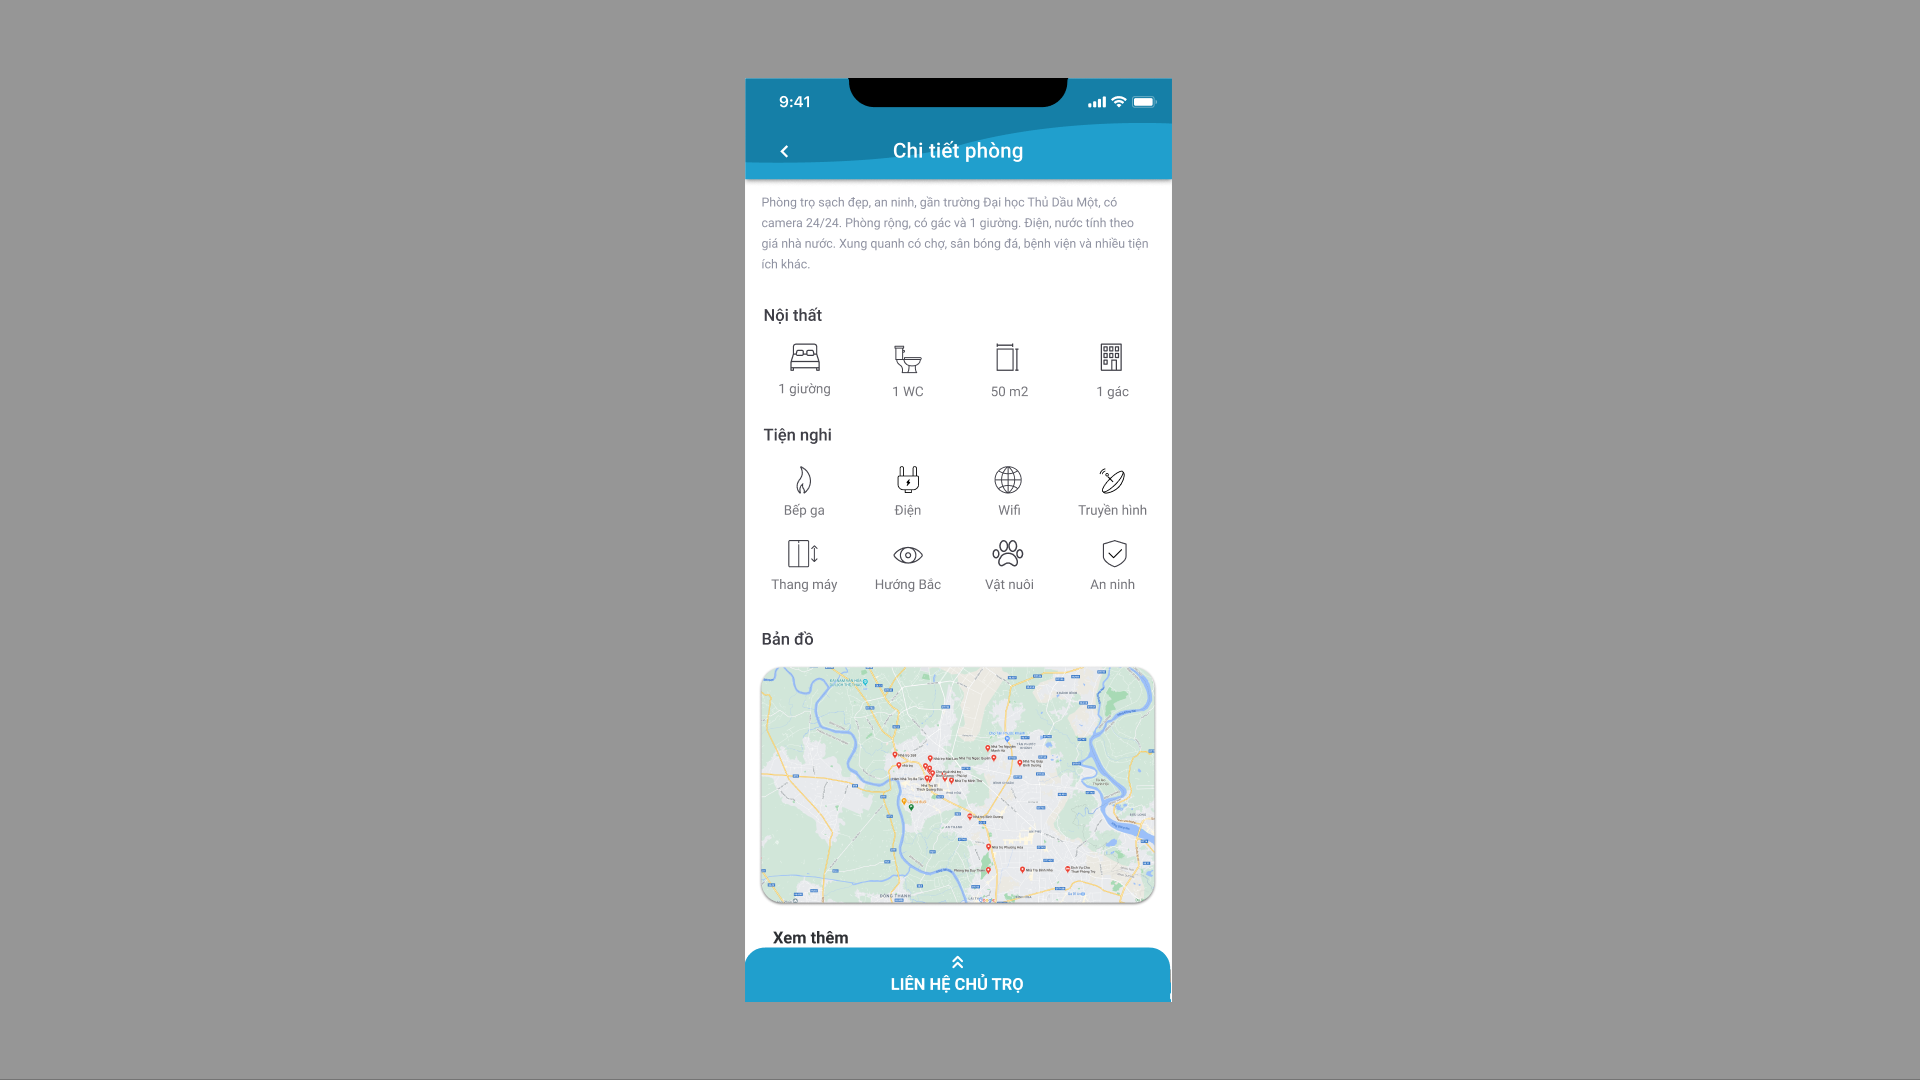 9:41
Chi tiết phòng
Phòng trọ sạch đẹp, an ninh, gần trường Đại học Thủ Dầu Một, có
camera 24/24. Phòng rộng, có gác và 1 giường. Điện, nước tính theo
giá nhà nước. Xung quanh có chợ, sân bóng đá, bệnh viện và nhiều tiện
ích khác.
Nội thất
1 giường
1 WC
50 m2
1 gác
Tiện nghi
Bếp ga
Điện
Wifi
Truyền hình
Thang máy
Hướng Bắc
Vật nuôi
An ninh
Bản đồ
Xem thêm
LIÊN HỆ CHỦ TRỌ